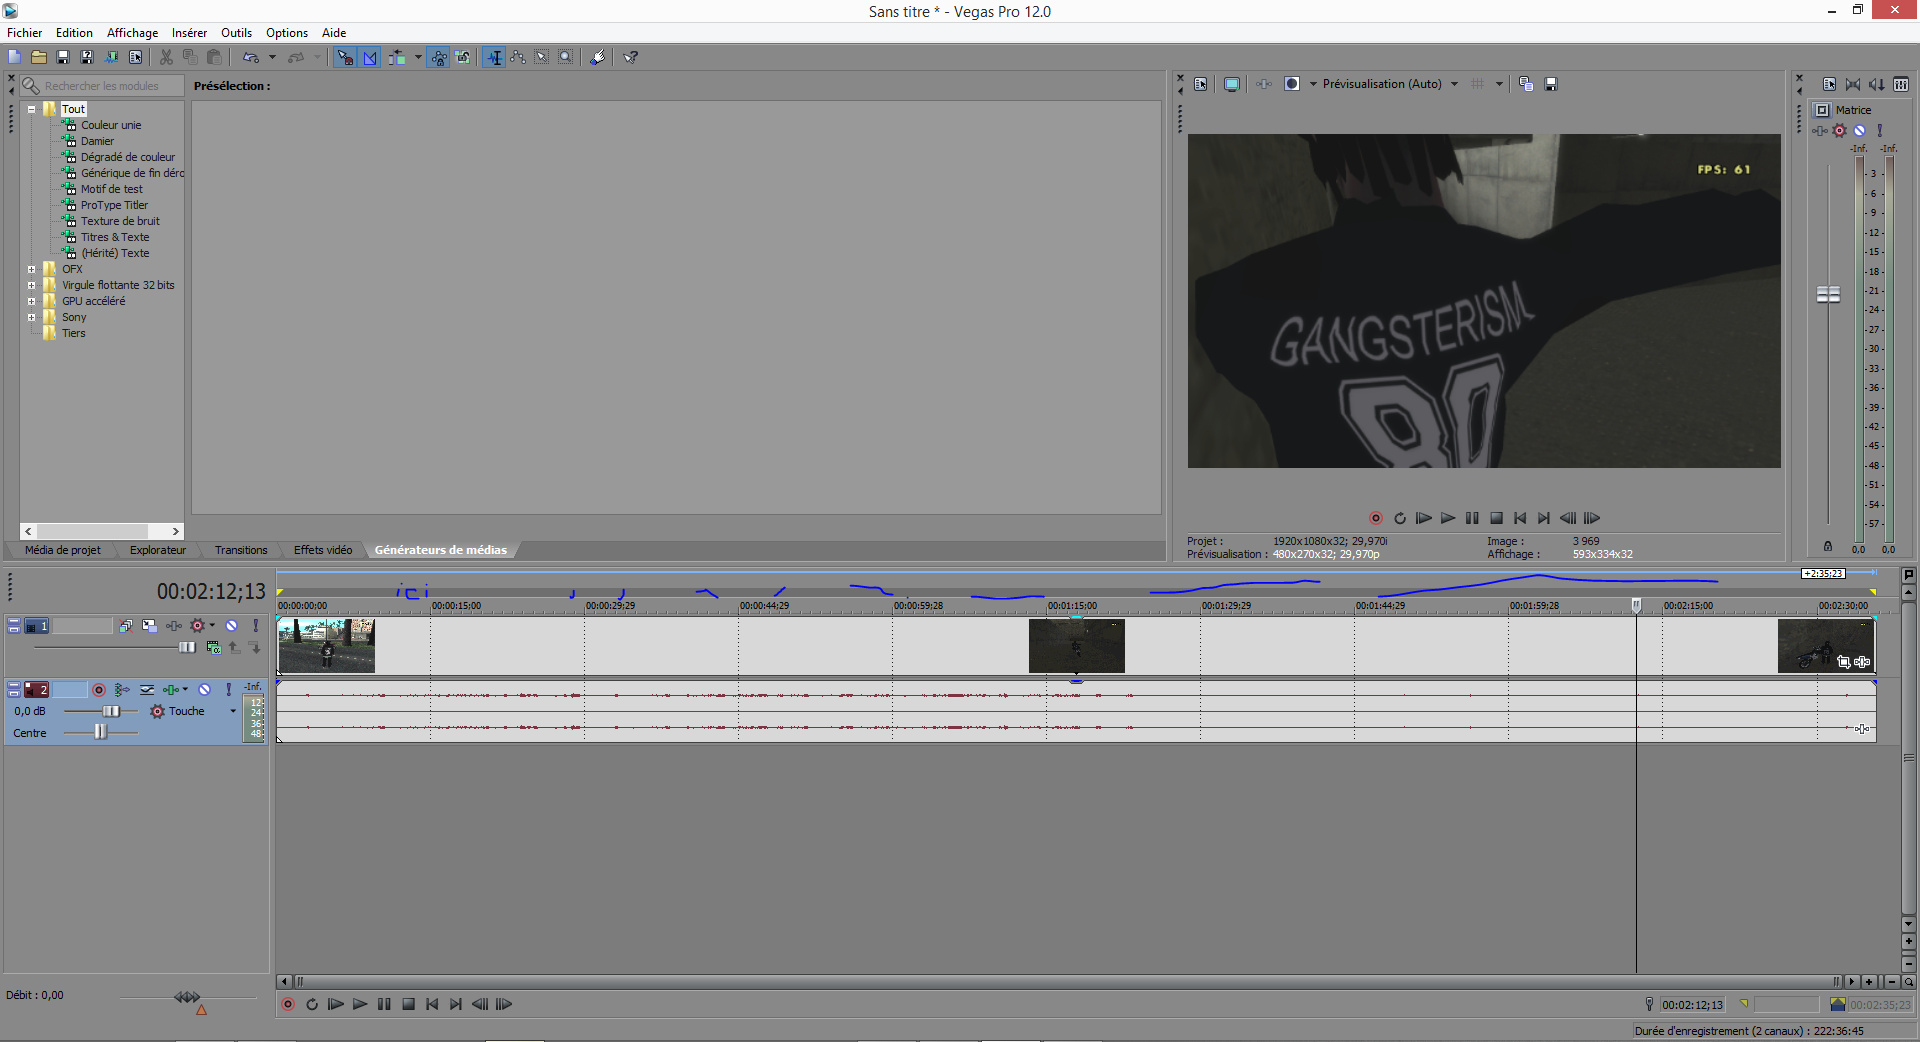 Sans titre * - Vegas Pro 12.0
Fichier Edition Affichage Insérer Outils Options Aide
Rechercher les modules
Présélection :
Prévisualisation (Auto)
Tout
Couleur unie
Damier
Dégradé de couleur
Générique de fin déro
Motif de test
ProType Titler
Texture de bruit
Titres & Texte
(Hérité) Texte
OFX
Virgule flottante 32 bits
GPU accéléré
Sony
Tiers
FPS: 61
GANGSTERISM
80
Matrice
-Inf. -Inf.
- 3 -
- 6 -
- 9 -
- 12 -
- 15 -
- 18 -
- 21 -
- 24 -
- 27 -
- 30 -
- 33 -
- 36 -
- 39 -
- 42 -
- 45 -
- 48 -
- 51 -
- 54 -
- 57 -
0,0 0,0
Média de projet Explorateur Transitions Effets vidéo Générateurs de médias
Projet : 1920x1080x32; 29,970i Image : 3 969
Prévisualisation : 480x270x32; 29,970p Affichage : 593x334x32
00:02:12;13
ici
+2:35;23
00:00:00;00 00:00:15;00 00:00:29;29 00:00:44;29 00:00:59;28 00:01:15;00 00:01:29;29 00:01:44;29 00:01:59;28 00:02:15;00 00:02:30;00
1
2
-Inf.
12
24
36
48
0,0 dB Touche
Centre
Débit : 0,00
00:02:12;13 00:02:35;23
Durée d'enregistrement (2 canaux) : 222:36:45